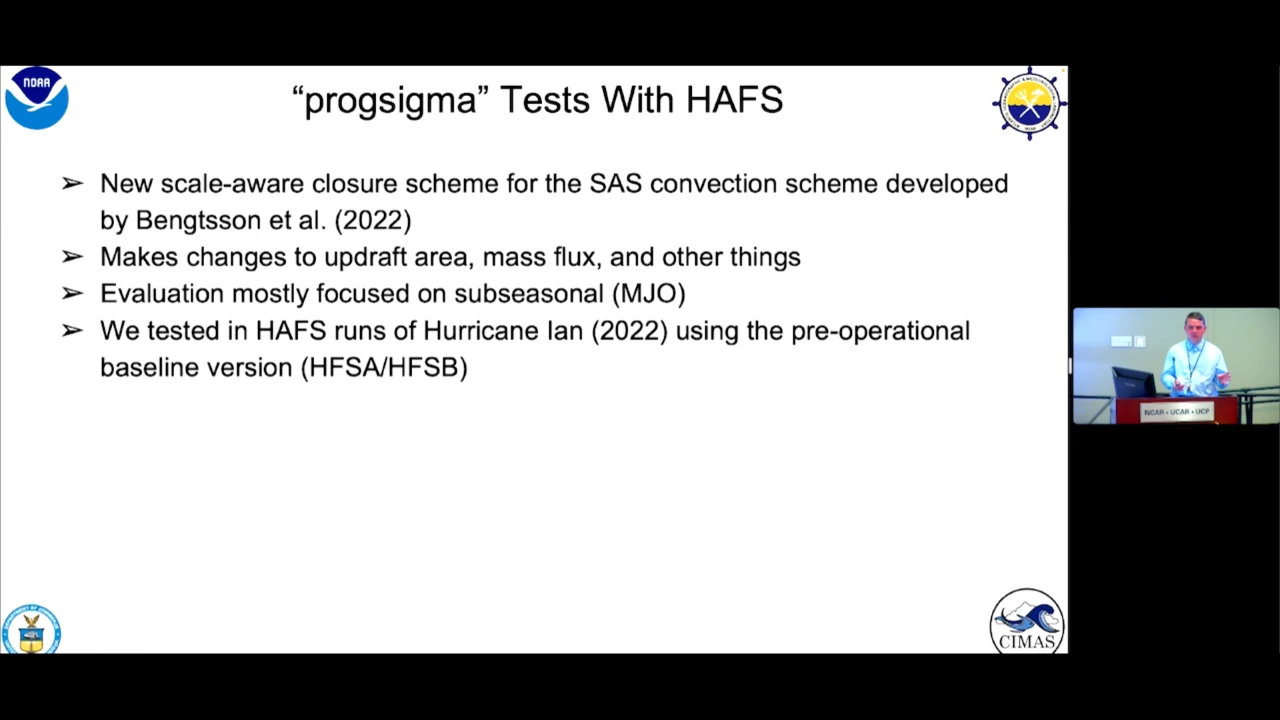 NOAA
“progsigma” Tests With HAFS
➢ New scale-aware closure scheme for the SAS convection scheme developed
by Bengtsson et al. (2022)
➢ Makes changes to updraft area, mass flux, and other things
➢ Evaluation mostly focused on subseasonal (MJO)
➢ We tested in HAFS runs of Hurricane Ian (2022) using the pre-operational
baseline version (HFSA/HFSB)
NCAR • UCAR • UCP
CIMAS